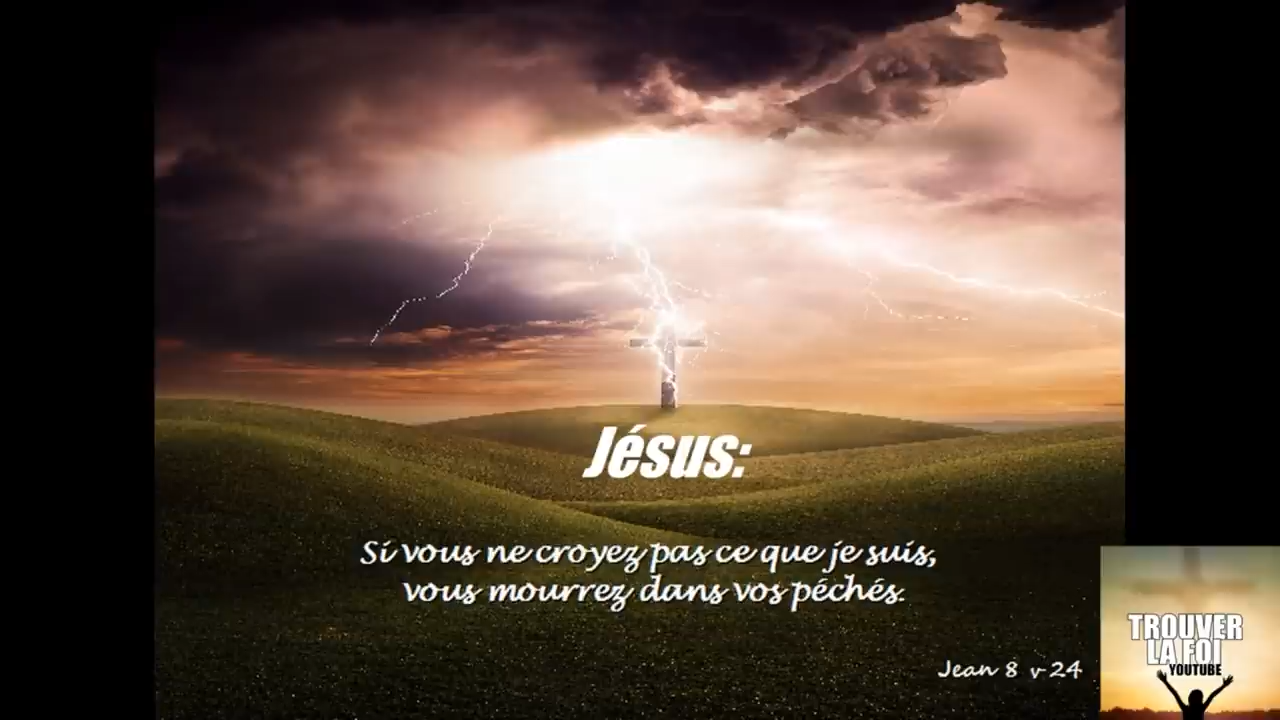 Jésus:
Si vous ne croyez pas ce que je suis,
vous mourrez dans vos péchés.
Jean 8 v 24
TROUVER
LA FOI
YOUTUBE